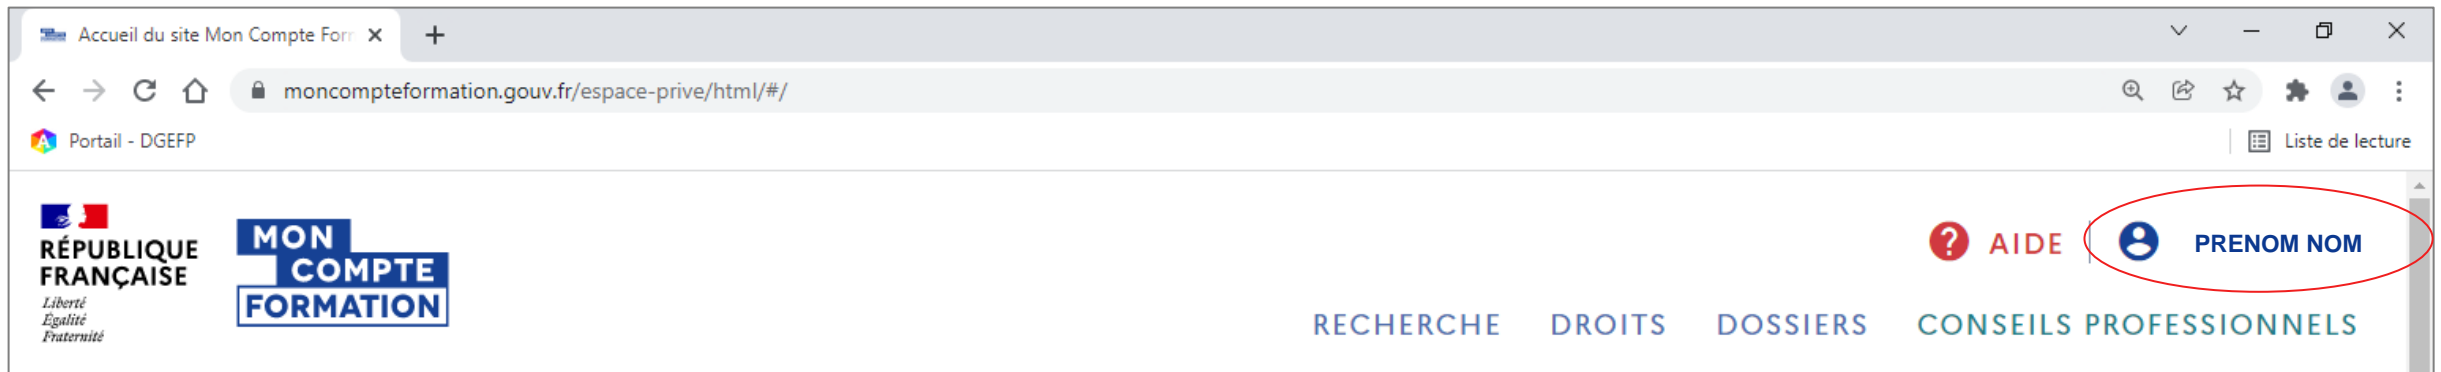 Accueil du site Mon Compte Form
moncompteformation.gouv.fr/espace-prive/html/#/
Portail - DGEFP
Liste de lecture
RÉPUBLIQUE
FRANÇAISE
Liberté
Égalité
Fraternité
MON
COMPTE
FORMATION
? AIDE
PRENOM NOM
RECHERCHE DROITS DOSSIERS CONSEILS PROFESSIONNELS